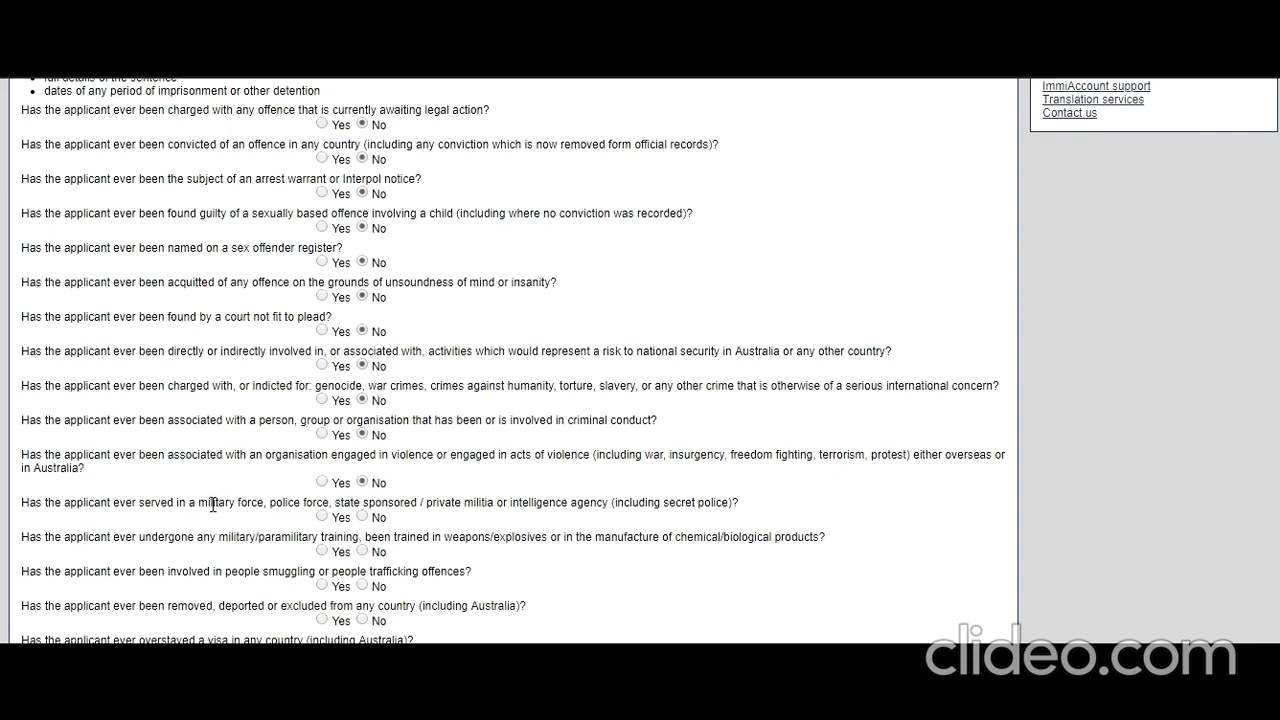 full details of the sentence
dates of any period of imprisonment or other detention
Has the applicant ever been charged with any offence that is currently awaiting legal action?
Yes No
Has the applicant ever been convicted of an offence in any country (including any conviction which is now removed form official records)?
Yes No
Has the applicant ever been the subject of an arrest warrant or Interpol notice?
Yes No
Has the applicant ever been found guilty of a sexually based offence involving a child (including where no conviction was recorded)?
Yes No
Has the applicant ever been named on a sex offender register?
Yes No
Has the applicant ever been acquitted of any offence on the grounds of unsoundness of mind or insanity?
Yes No
Has the applicant ever been found by a court not fit to plead?
Yes No
Has the applicant ever been directly or indirectly involved in, or associated with, activities which would represent a risk to national security in Australia or any other country?
Yes No
Has the applicant ever been charged with, or indicted for: genocide, war crimes, crimes against humanity, torture, slavery, or any other crime that is otherwise of a serious international concern?
Yes No
Has the applicant ever been associated with a person, group or organisation that has been or is involved in criminal conduct?
Yes No
Has the applicant ever been associated with an organisation engaged in violence or engaged in acts of violence (including war, insurgency, freedom fighting, terrorism, protest) either overseas or
in Australia?
Yes No
Has the applicant ever served in a military force, police force, state sponsored / private militia or intelligence agency (including secret police)?
Yes No
Has the applicant ever undergone any military/paramilitary training, been trained in weapons/explosives or in the manufacture of chemical/biological products?
Yes No
Has the applicant ever been involved in people smuggling or people trafficking offences?
Yes No
Has the applicant ever been removed, deported or excluded from any country (including Australia)?
Yes No
Has the applicant ever overstayed a visa in any country (including Australia)?
ImmiAccount support
Translation services
Contact us
clideo.com